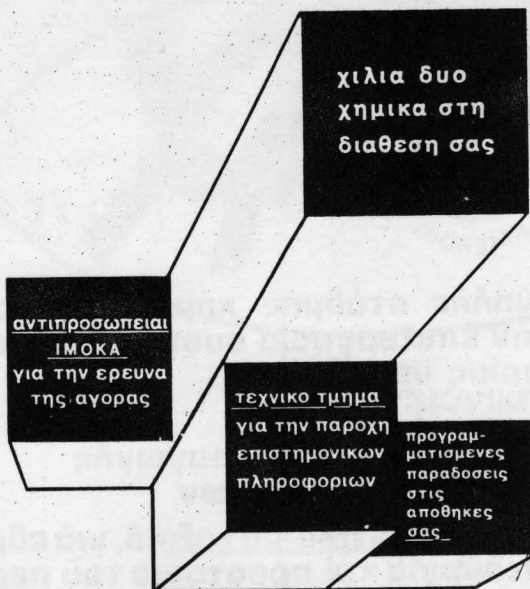 χιλια δυο
χημικα στη
διαθεση σας
αντιπροσωπειαι
ΙΜΟΚΑ
για την ερευνα
της αγορας
τεχνικο τμημα
για την παροχη
επιστημονικων
πληροφοριων
προγραμ-
ματισμενες
παραδοσεις
στις
αποθηκες
σας